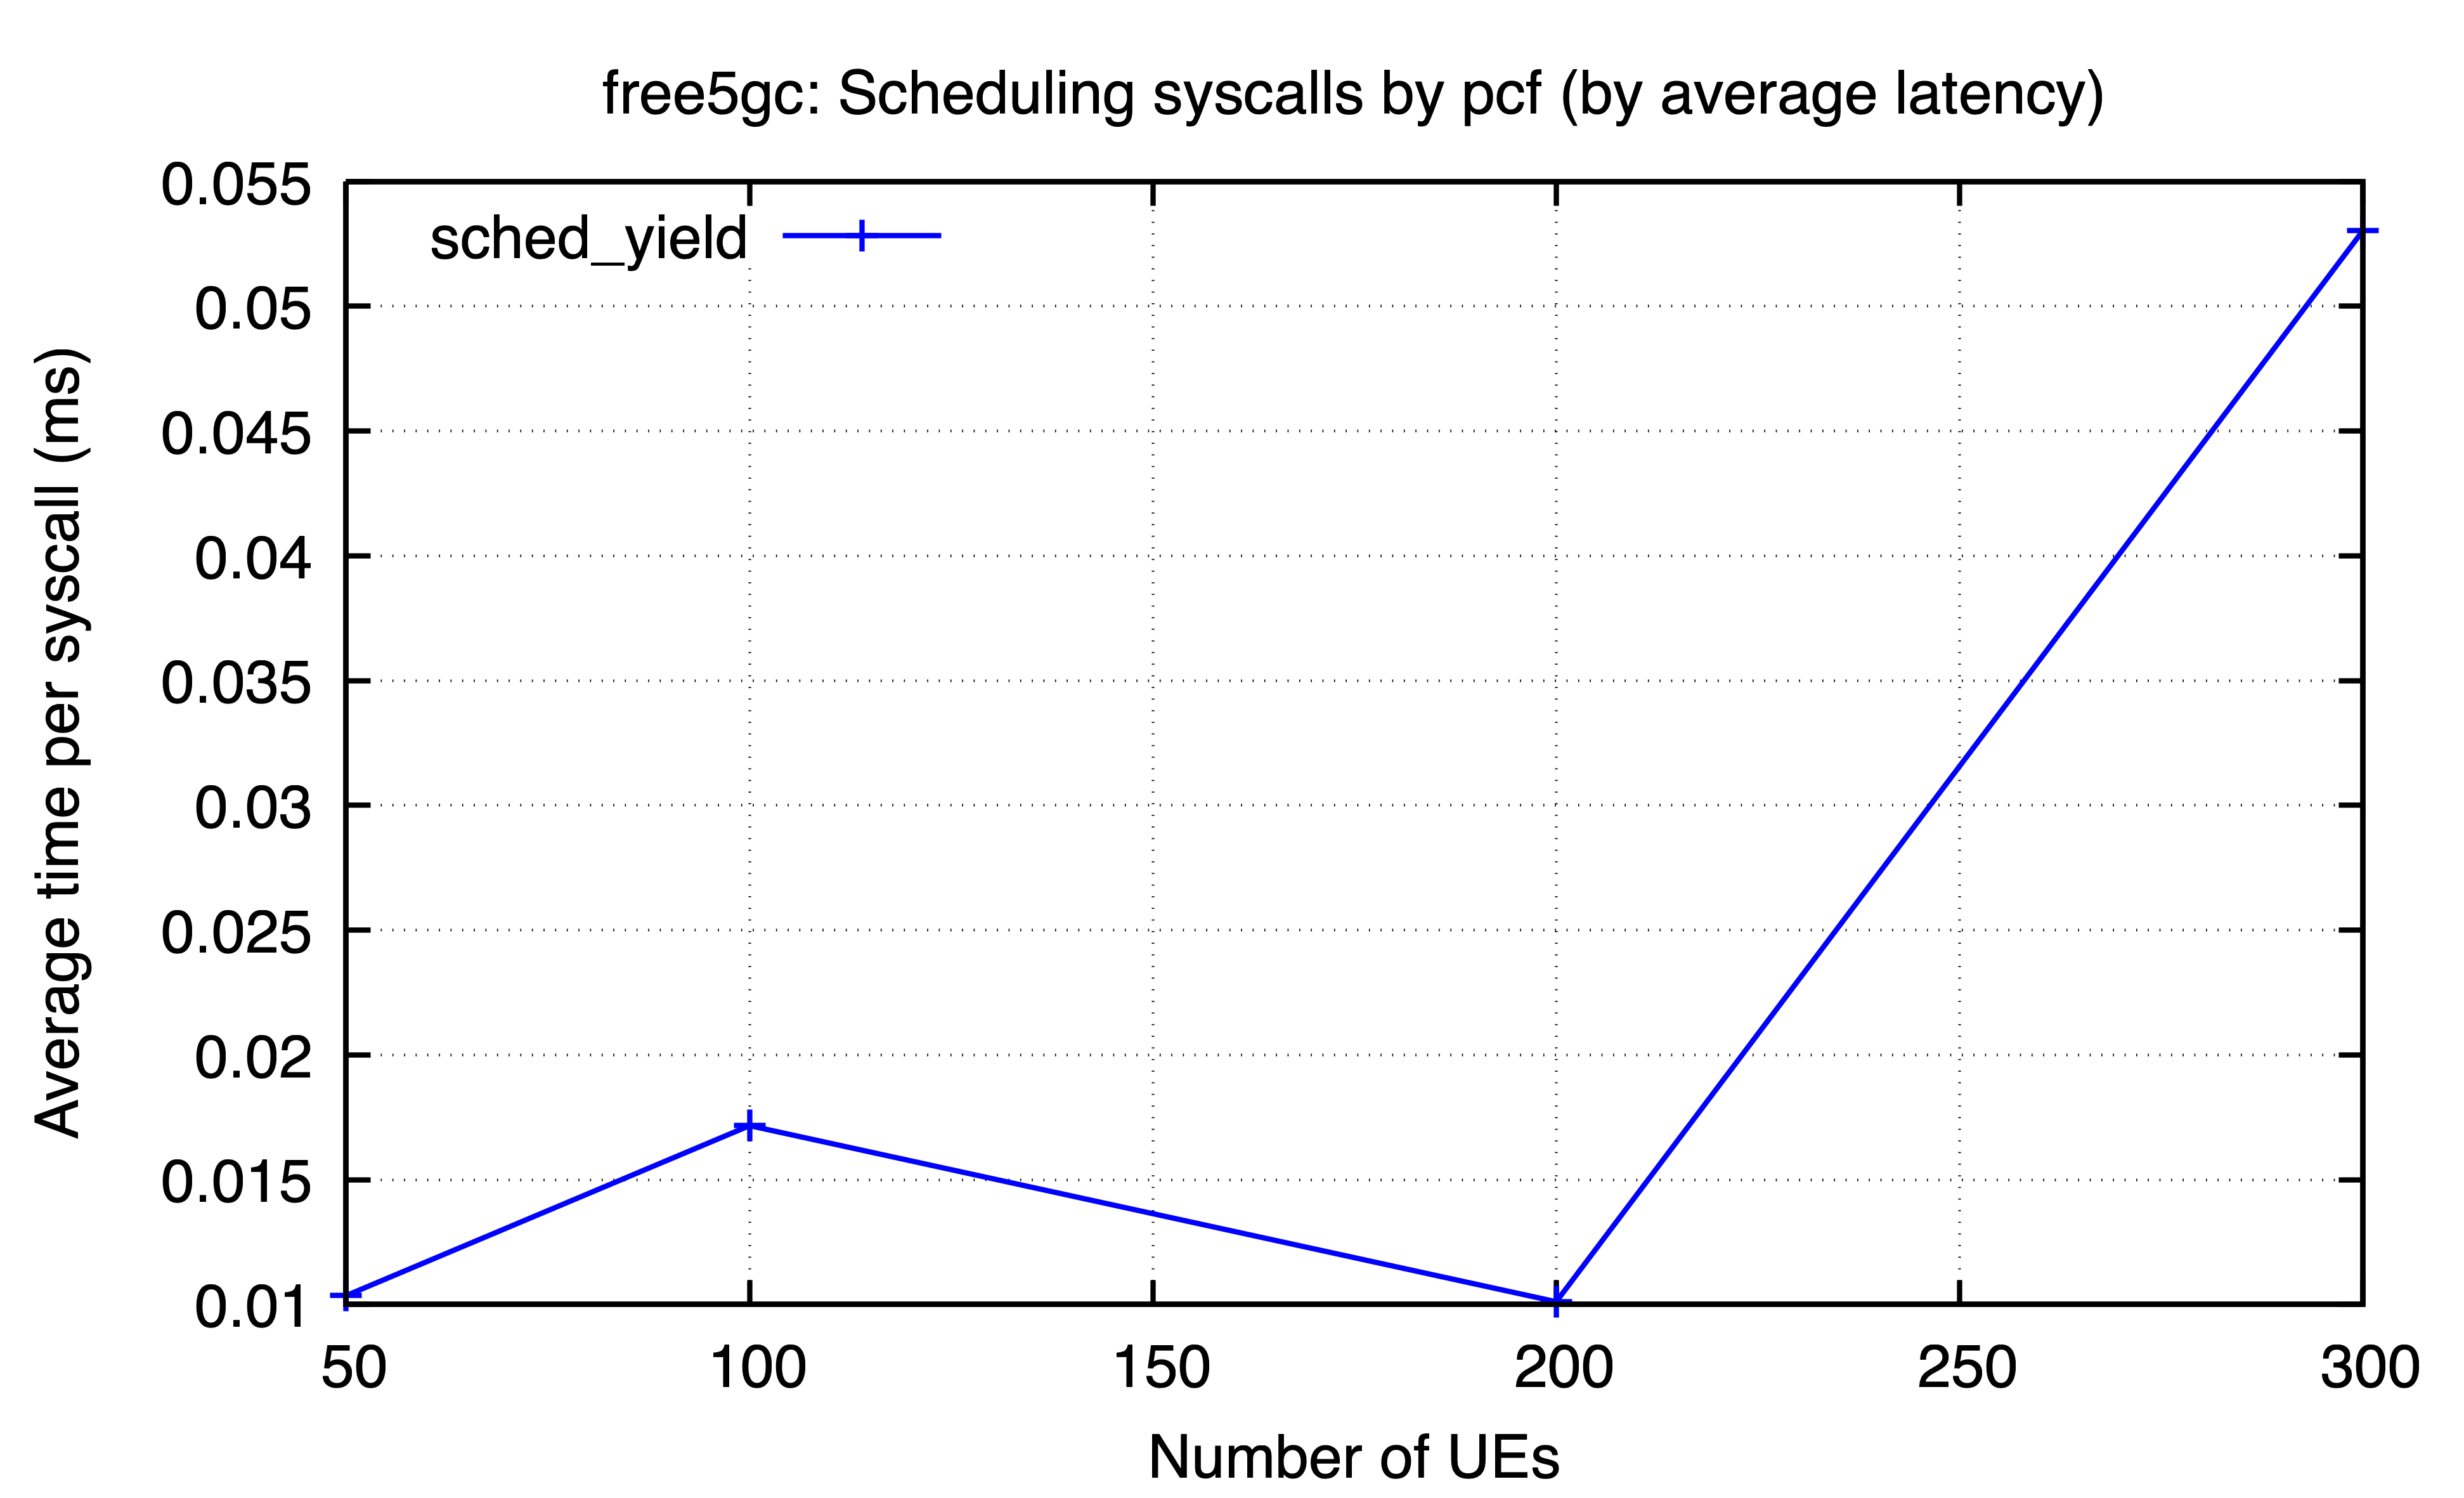 free5gc: Scheduling syscalls by pcf (by average latency)
0.055
sched_yield
0.05
0.045
0.04
0.035
0.03
0.025
0.02
0.015
0.01
Average time per syscall (ms)
50 100 150 200 250 300
Number of UEs